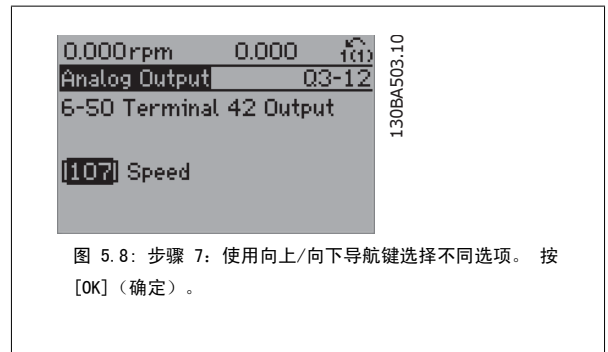 0.000rpm 0.000 1(1)
Analog Output Q3-12
6-50 Terminal 42 Output
[107] Speed
130BA503.10
图 5.8: 步骤 7: 使用向上/向下导航键选择不同选项。 按
[OK] (确定)。